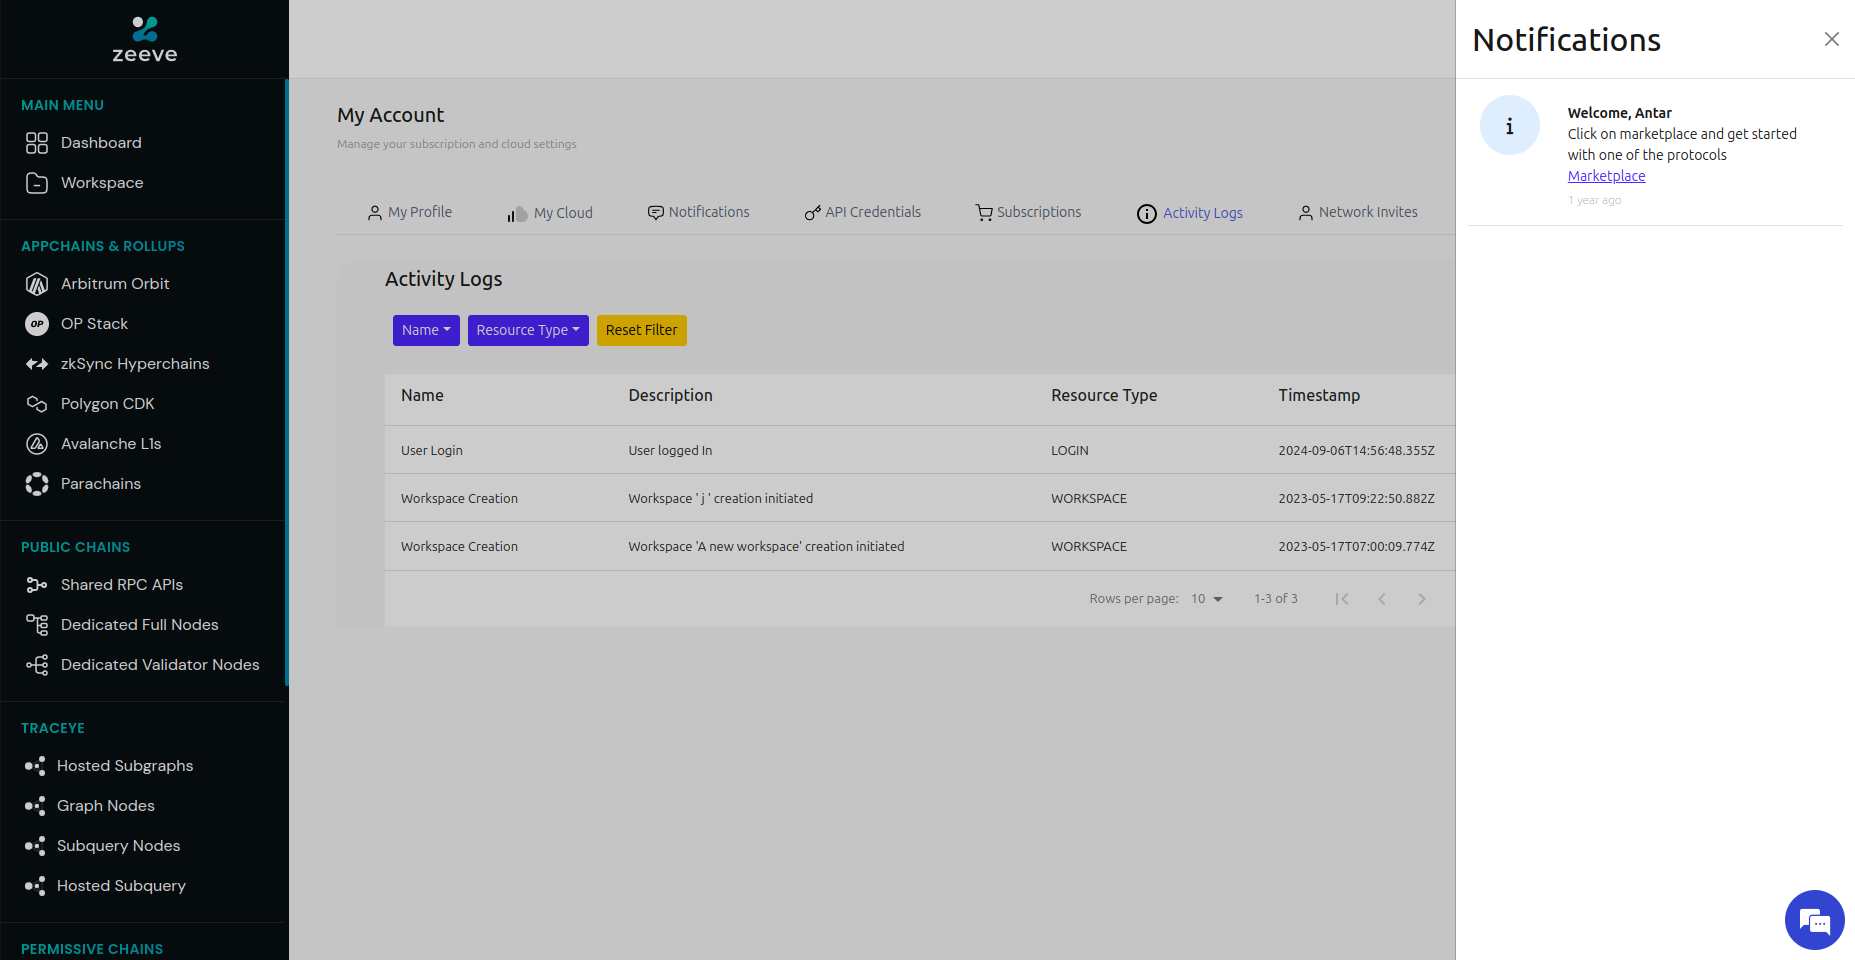 zeeve
MAIN MENU
Dashboard
Workspace
APPCHAINS & ROLLUPS
Arbitrum Orbit
OP OP Stack
zkSync Hyperchains
Polygon CDK
Avalanche L1s
Parachains
PUBLIC CHAINS
Shared RPC APIs
Dedicated Full Nodes
Dedicated Validator Nodes
TRACEYE
Hosted Subgraphs
Graph Nodes
Subquery Nodes
Hosted Subquery
PERMISSIVE CHAINS
My Account
Manage your subscription and cloud settings
My Profile My Cloud Notifications API Credentials Subscriptions Activity Logs Network Invites
Activity Logs
Name Resource Type Reset Filter
Name Description Resource Type Timestamp
User Login User logged In LOGIN 2024-09-06T14:56:48.355Z
Workspace Creation Workspace ' j ' creation initiated WORKSPACE 2023-05-17T09:22:50.882Z
Workspace Creation Workspace 'A new workspace' creation initiated WORKSPACE 2023-05-17T07:00:09.774Z
Rows per page: 10 1-3 of 3
Notifications
i
Welcome, Antar
Click on marketplace and get started
with one of the protocols
Marketplace
1 year ago